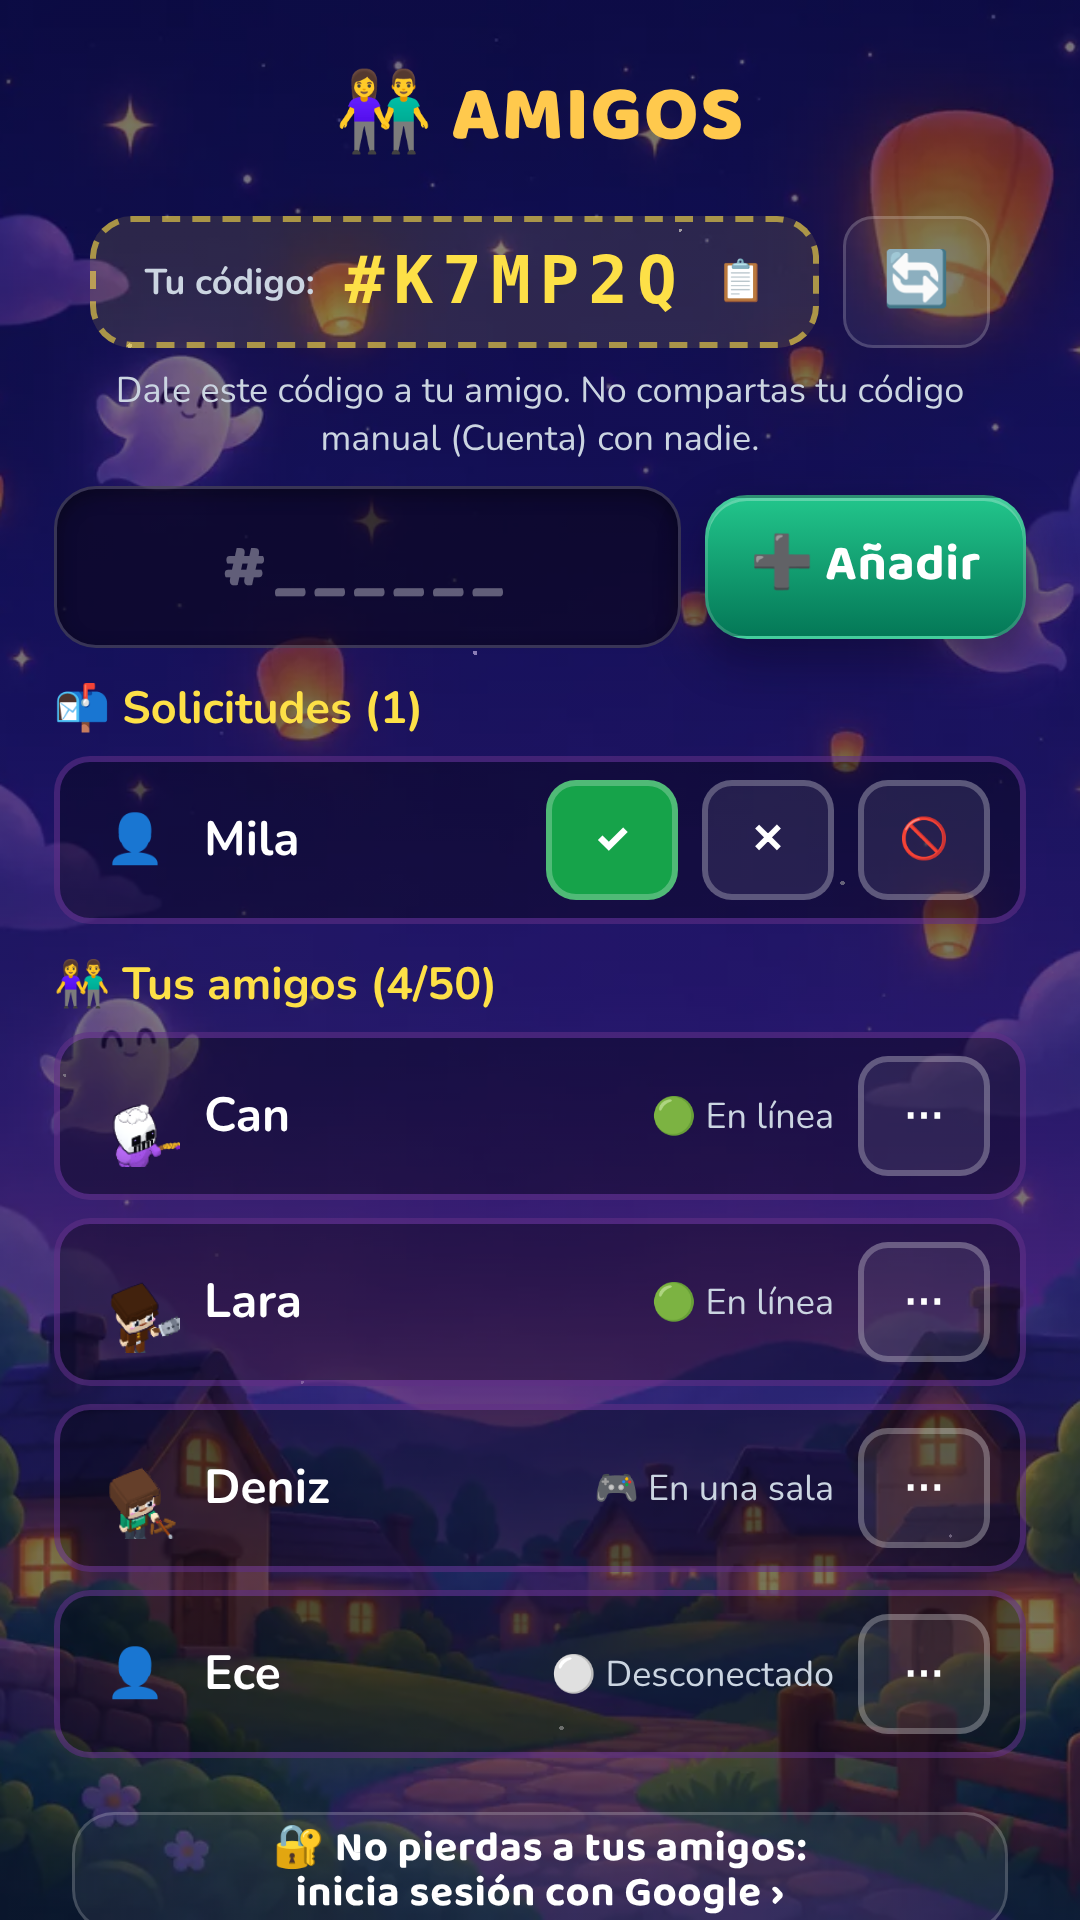 AMIGOS
Tu código: #K7MP2Q
Dale este código a tu amigo. No compartas tu código
manual (Cuenta) con nadie.
#______
Añadir
Solicitudes (1)
Mila
Tus amigos (4/50)
Can En línea ...
Lara En línea ...
Deniz En una sala ...
Ece Desconectado ...
No pierdas a tus amigos:
inicia sesión con Google ›